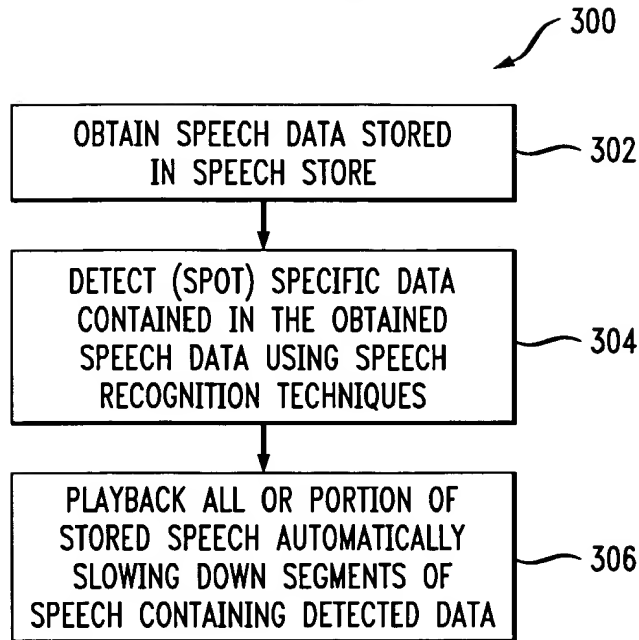 300
OBTAIN SPEECH DATA STORED
IN SPEECH STORE
302
DETECT (SPOT) SPECIFIC DATA
CONTAINED IN THE OBTAINED
SPEECH DATA USING SPEECH
RECOGNITION TECHNIQUES
304
PLAYBACK ALL OR PORTION OF
STORED SPEECH AUTOMATICALLY
SLOWING DOWN SEGMENTS OF
SPEECH CONTAINING DETECTED DATA
306